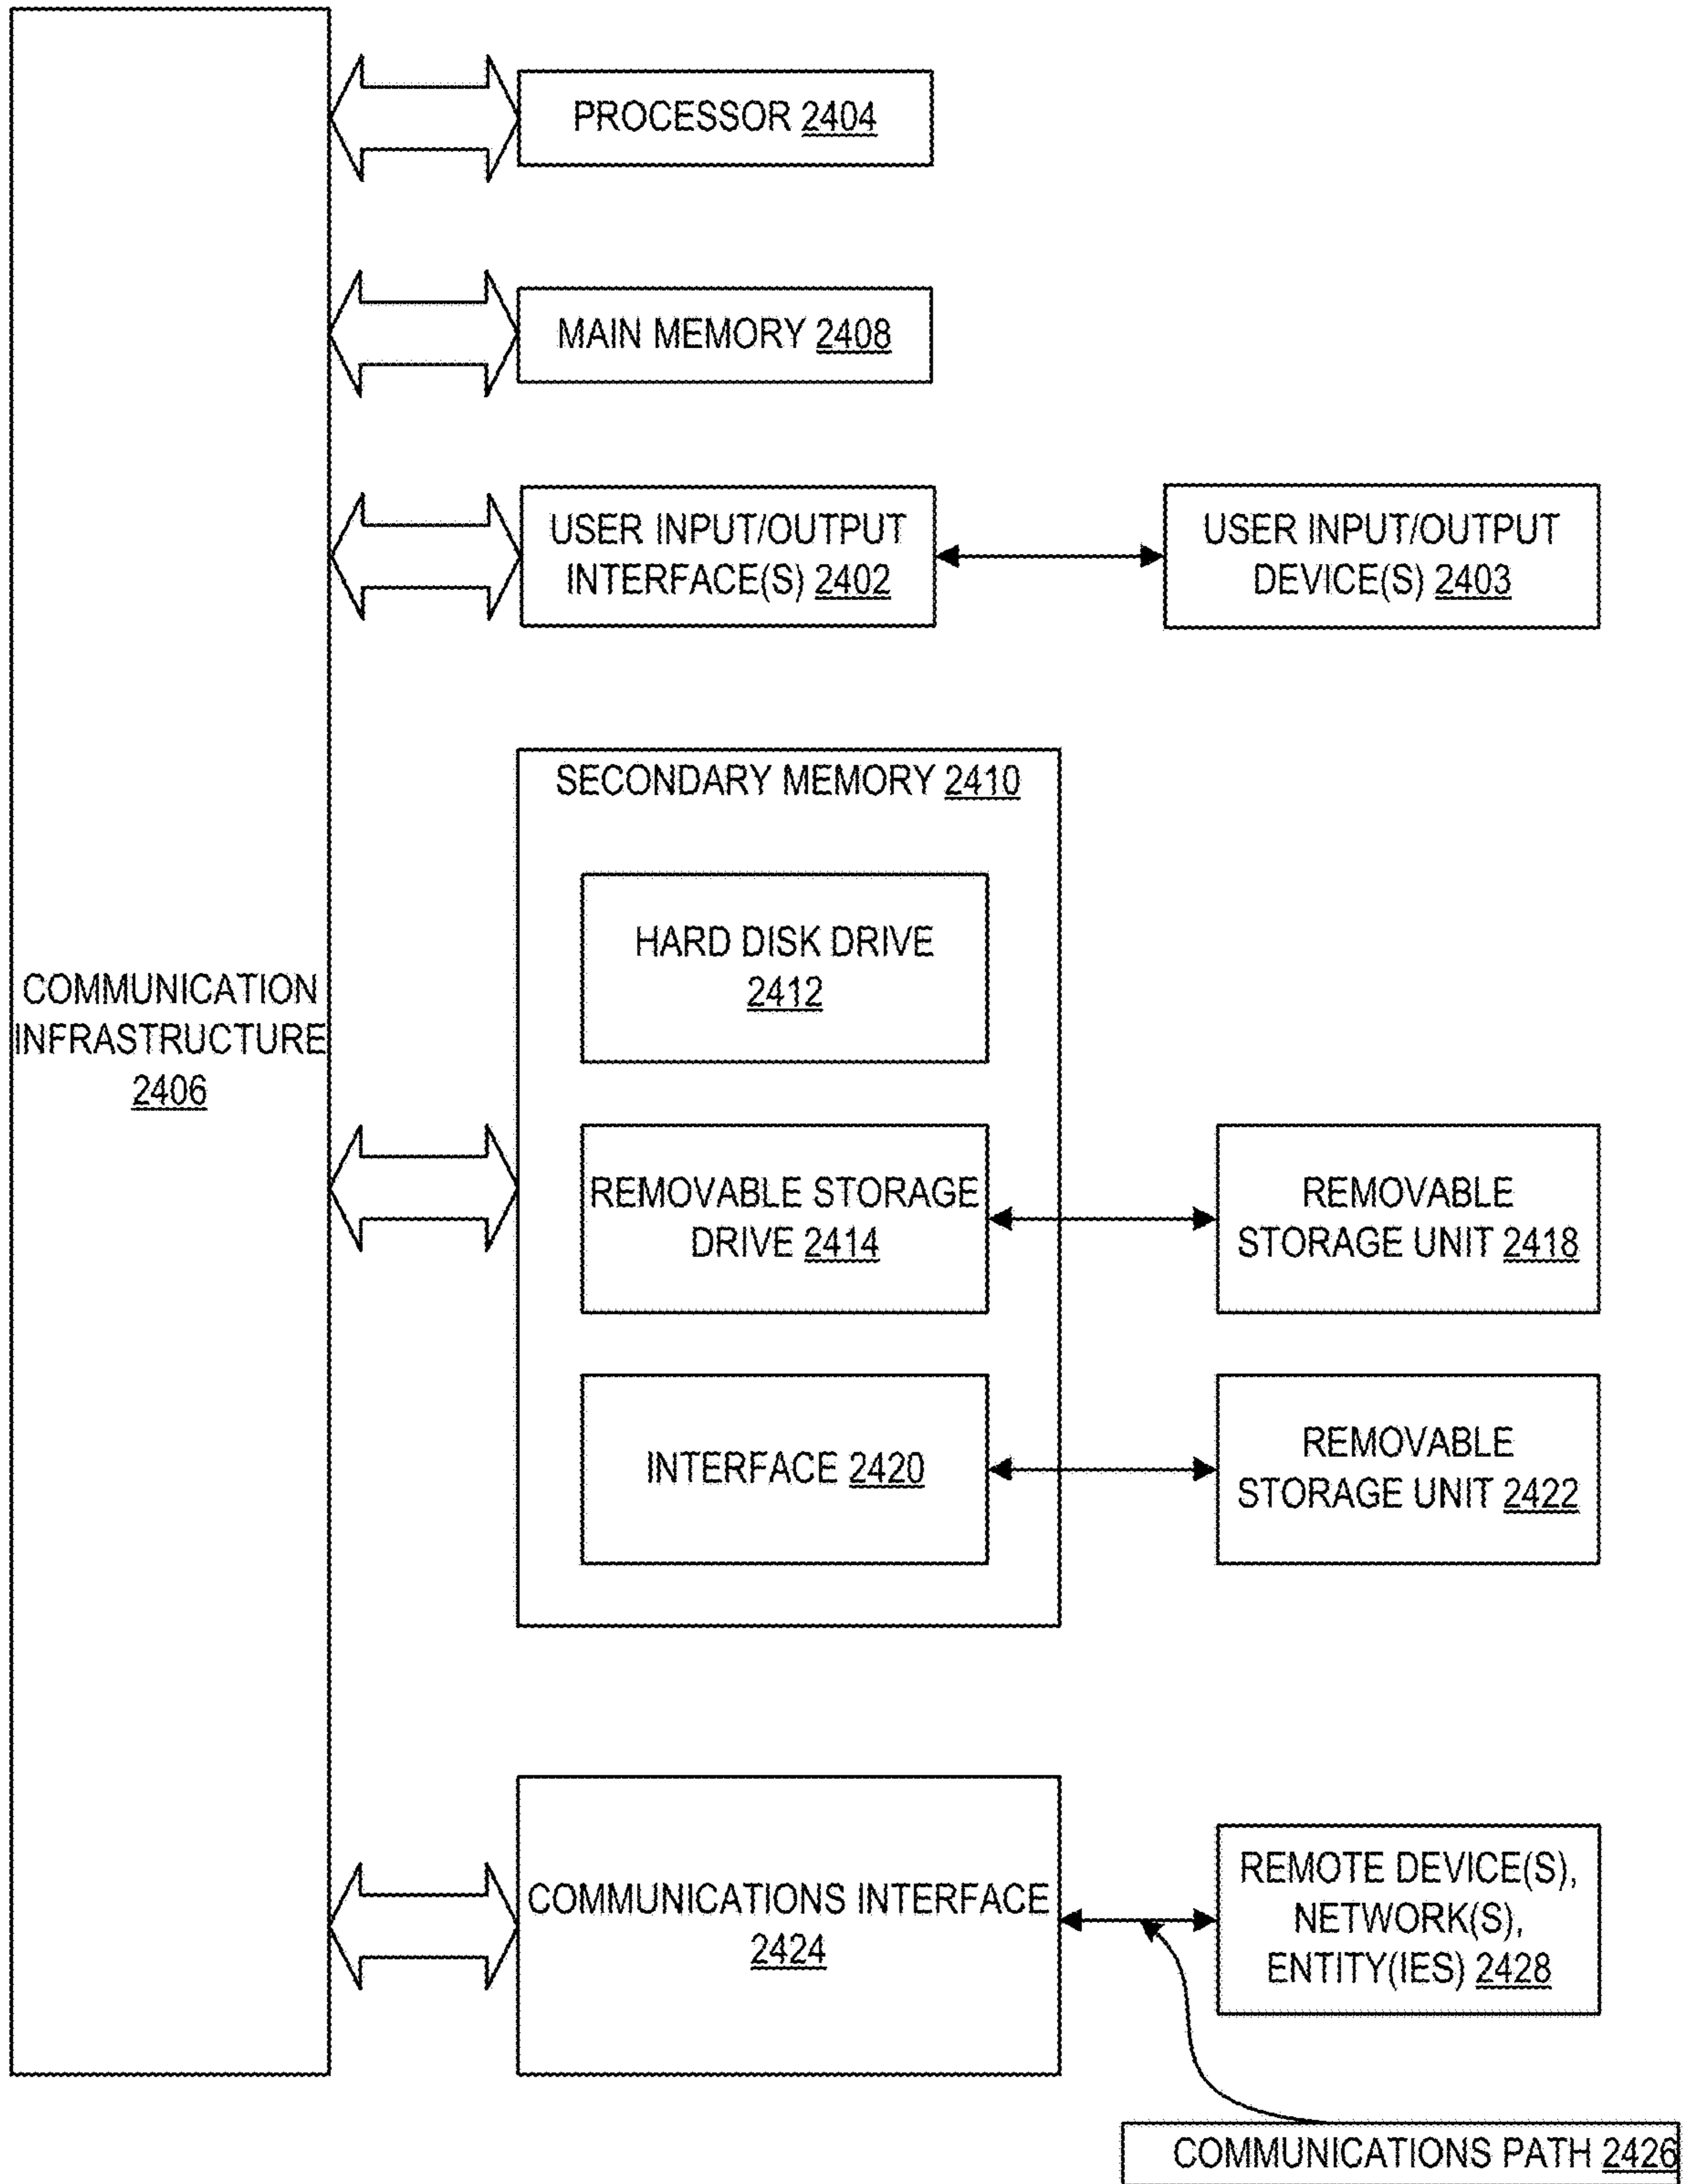 PROCESSOR 2404
MAIN MEMORY 2408
USER INPUT/OUTPUT
INTERFACE(S) 2402
USER INPUT/OUTPUT
DEVICE(S) 2403
SECONDARY MEMORY 2410
HARD DISK DRIVE
2412
COMMUNICATION
INFRASTRUCTURE
2406
REMOVABLE STORAGE
DRIVE 2414
REMOVABLE
STORAGE UNIT 2418
INTERFACE 2420
REMOVABLE
STORAGE UNIT 2422
COMMUNICATIONS INTERFACE
2424
REMOTE DEVICE(S),
NETWORK(S),
ENTITY(IES) 2428
COMMUNICATIONS PATH 2426